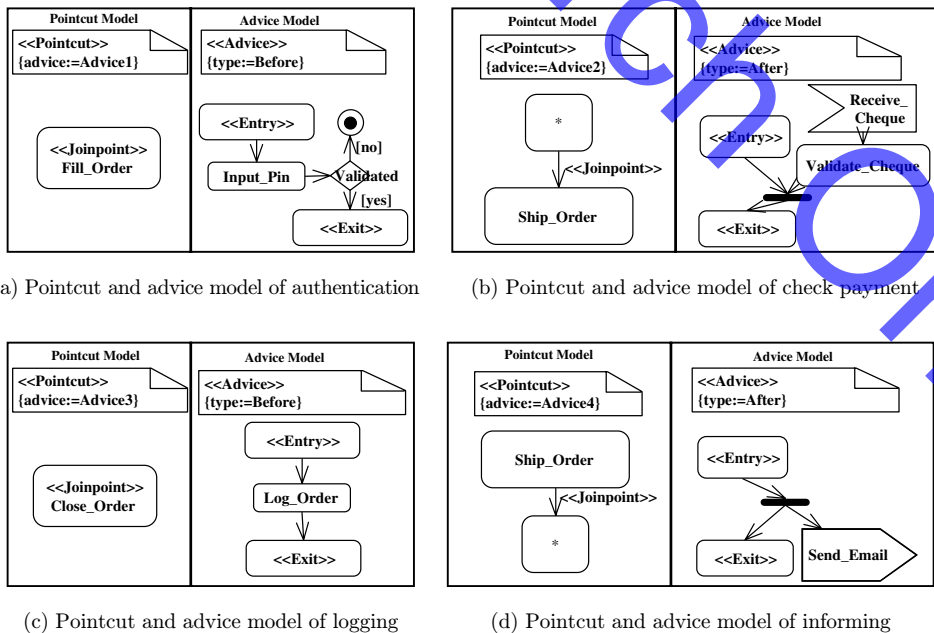 Pointcut Model
Advice Model
<<Pointcut>>
{advice:=Advice1}
<<Advice>>
{type:=Before}
<<Joinpoint>>
Fill_Order
<<Entry>>
[no]
Input_Pin
Validated
[yes]
<<Exit>>
a) Pointcut and advice model of authentication
Pointcut Model
Advice Model
<<Pointcut>>
{advice:=Advice2}
<<Advice>>
{type:=After}
*
<<Joinpoint>>
Ship_Order
Receive_
Cheque
<<Entry>>
Validate_Cheque
<<Exit>>
(b) Pointcut and advice model of check payment
Pointcut Model
Advice Model
<<Pointcut>>
{advice:=Advice3}
<<Advice>>
{type:=Before}
<<Joinpoint>>
Close_Order
<<Entry>>
Log_Order
<<Exit>>
(c) Pointcut and advice model of logging
Pointcut Model
Advice Model
<<Pointcut>>
{advice:=Advice4}
<<Advice>>
{type:=After}
Ship_Order
<<Joinpoint>>
*
<<Entry>>
<<Exit>>
Send_Email
(d) Pointcut and advice model of informing